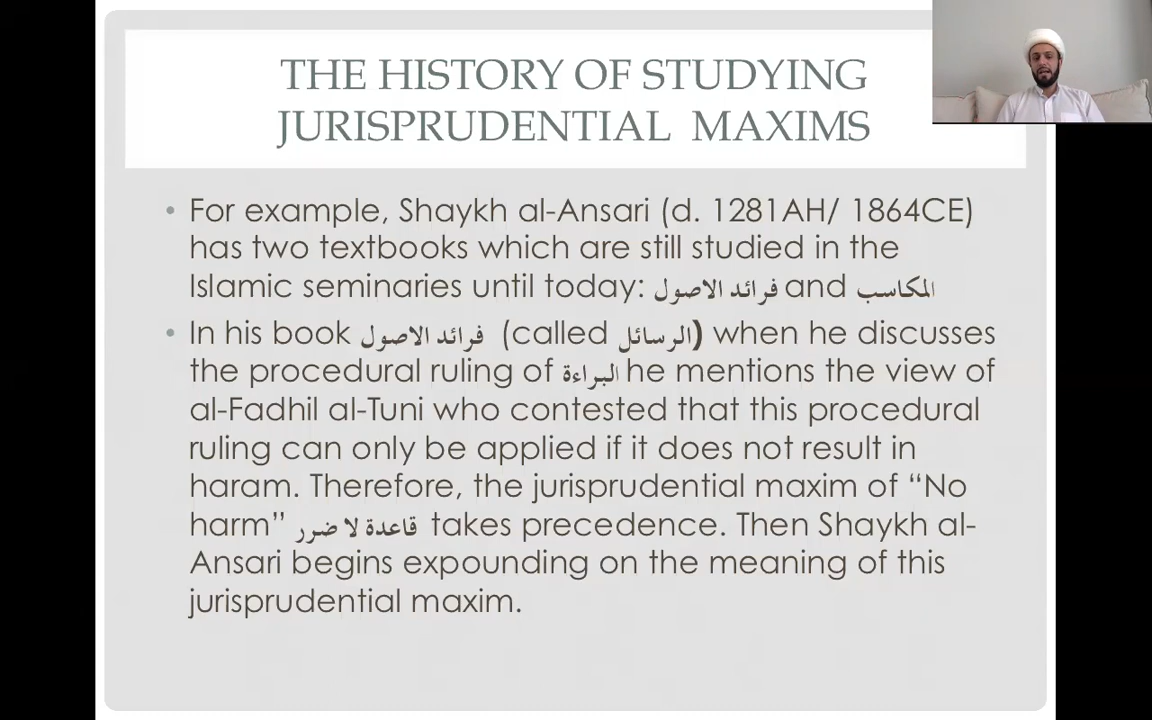 THE HISTORY OF STUDYING
JURISPRUDENTIAL MAXIMS
• For example, Shaykh al-Ansari (d. 1281AH/ 1864CE)
has two textbooks which are still studied in the
Islamic seminaries until today: فرائد الاصول and المكاسب
• In his book فرائد الاصول (called الرسائل) when he discusses
the procedural ruling of البراءة he mentions the view of
al-Fadhil al-Tuni who contested that this procedural
ruling can only be applied if it does not result in
haram. Therefore, the jurisprudential maxim of “No
harm” قاعدة لا ضرر takes precedence. Then Shaykh al-
Ansari begins expounding on the meaning of this
jurisprudential maxim.